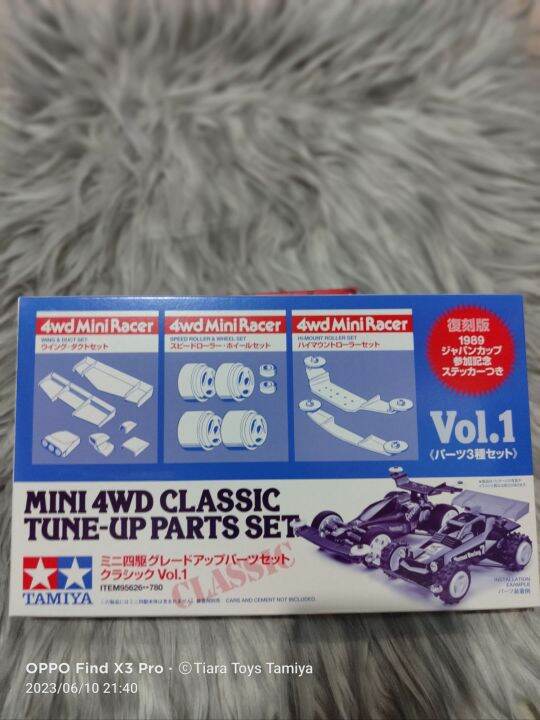 4wd Mini Racer
WING & DUCT SET
ウイング・ダクトセット
4wd Mini Racer
SPEED ROLLER & WHEEL SET
スピードローラー・ホイールセット
4wd Mini Racer
HI-MOUNT ROLLER SET
ハイマウントローラーセット
復刻版
1989
ジャパンカップ
参加記念
ステッカーつき
Vol.1
《パーツ3種セット》
MINI 4WD CLASSIC
TUNE-UP PARTS SET
CLASSIC
ミニ四駆グレードアップパーツセット
クラシック Vol.1
ITEM95626··780
TAMIYA
CARS AND CEMENT NOT INCLUDED.
INSTALLATION
EXAMPLE
パーツ装着例
OPPO Find X3 Pro · ©Tiara Toys Tamiya
2023/06/10 21:40